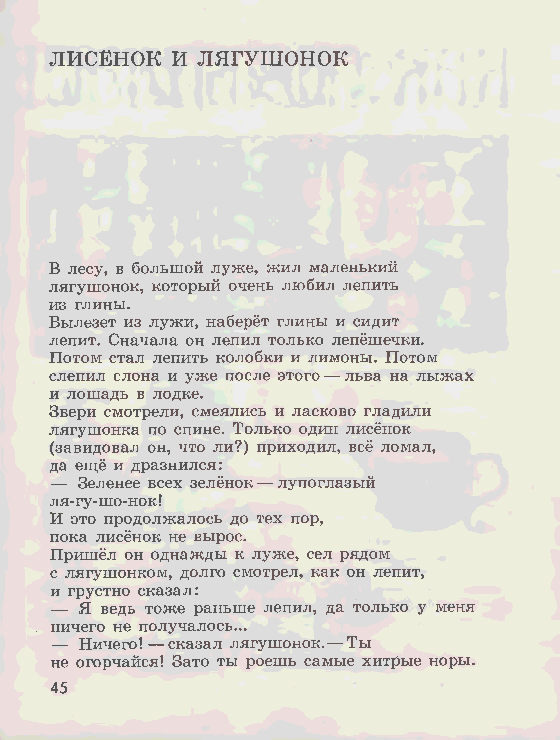 ЛИСЁНОК И ЛЯГУШОНОК
В лесу, в большой луже, жил маленький
лягушонок, который очень любил лепить
из глины.
Вылезет из лужи, наберёт глины и сидит
лепит. Сначала он лепил только лепёшечки.
Потом стал лепить колобки и лимоны. Потом
слепил слона и уже после этого — льва на лыжах
и лошадь в лодке.
Звери смотрели, смеялись и ласково гладили
лягушонка по спине. Только один лисёнок
(завидовал он, что ли?) приходил, всё ломал,
да ещё и дразнился:
— Зеленее всех зелёнок — лупоглазый
ля-гу-шо-нок!
И это продолжалось до тех пор,
пока лисёнок не вырос.
Пришёл он однажды к луже, сел рядом
с лягушонком, долго смотрел, как он лепит,
и грустно сказал:
— Я ведь тоже раньше лепил, да только у меня
ничего не получалось...
— Ничего! — сказал лягушонок. — Ты
не огорчайся! Зато ты роешь самые хитрые норы.
45